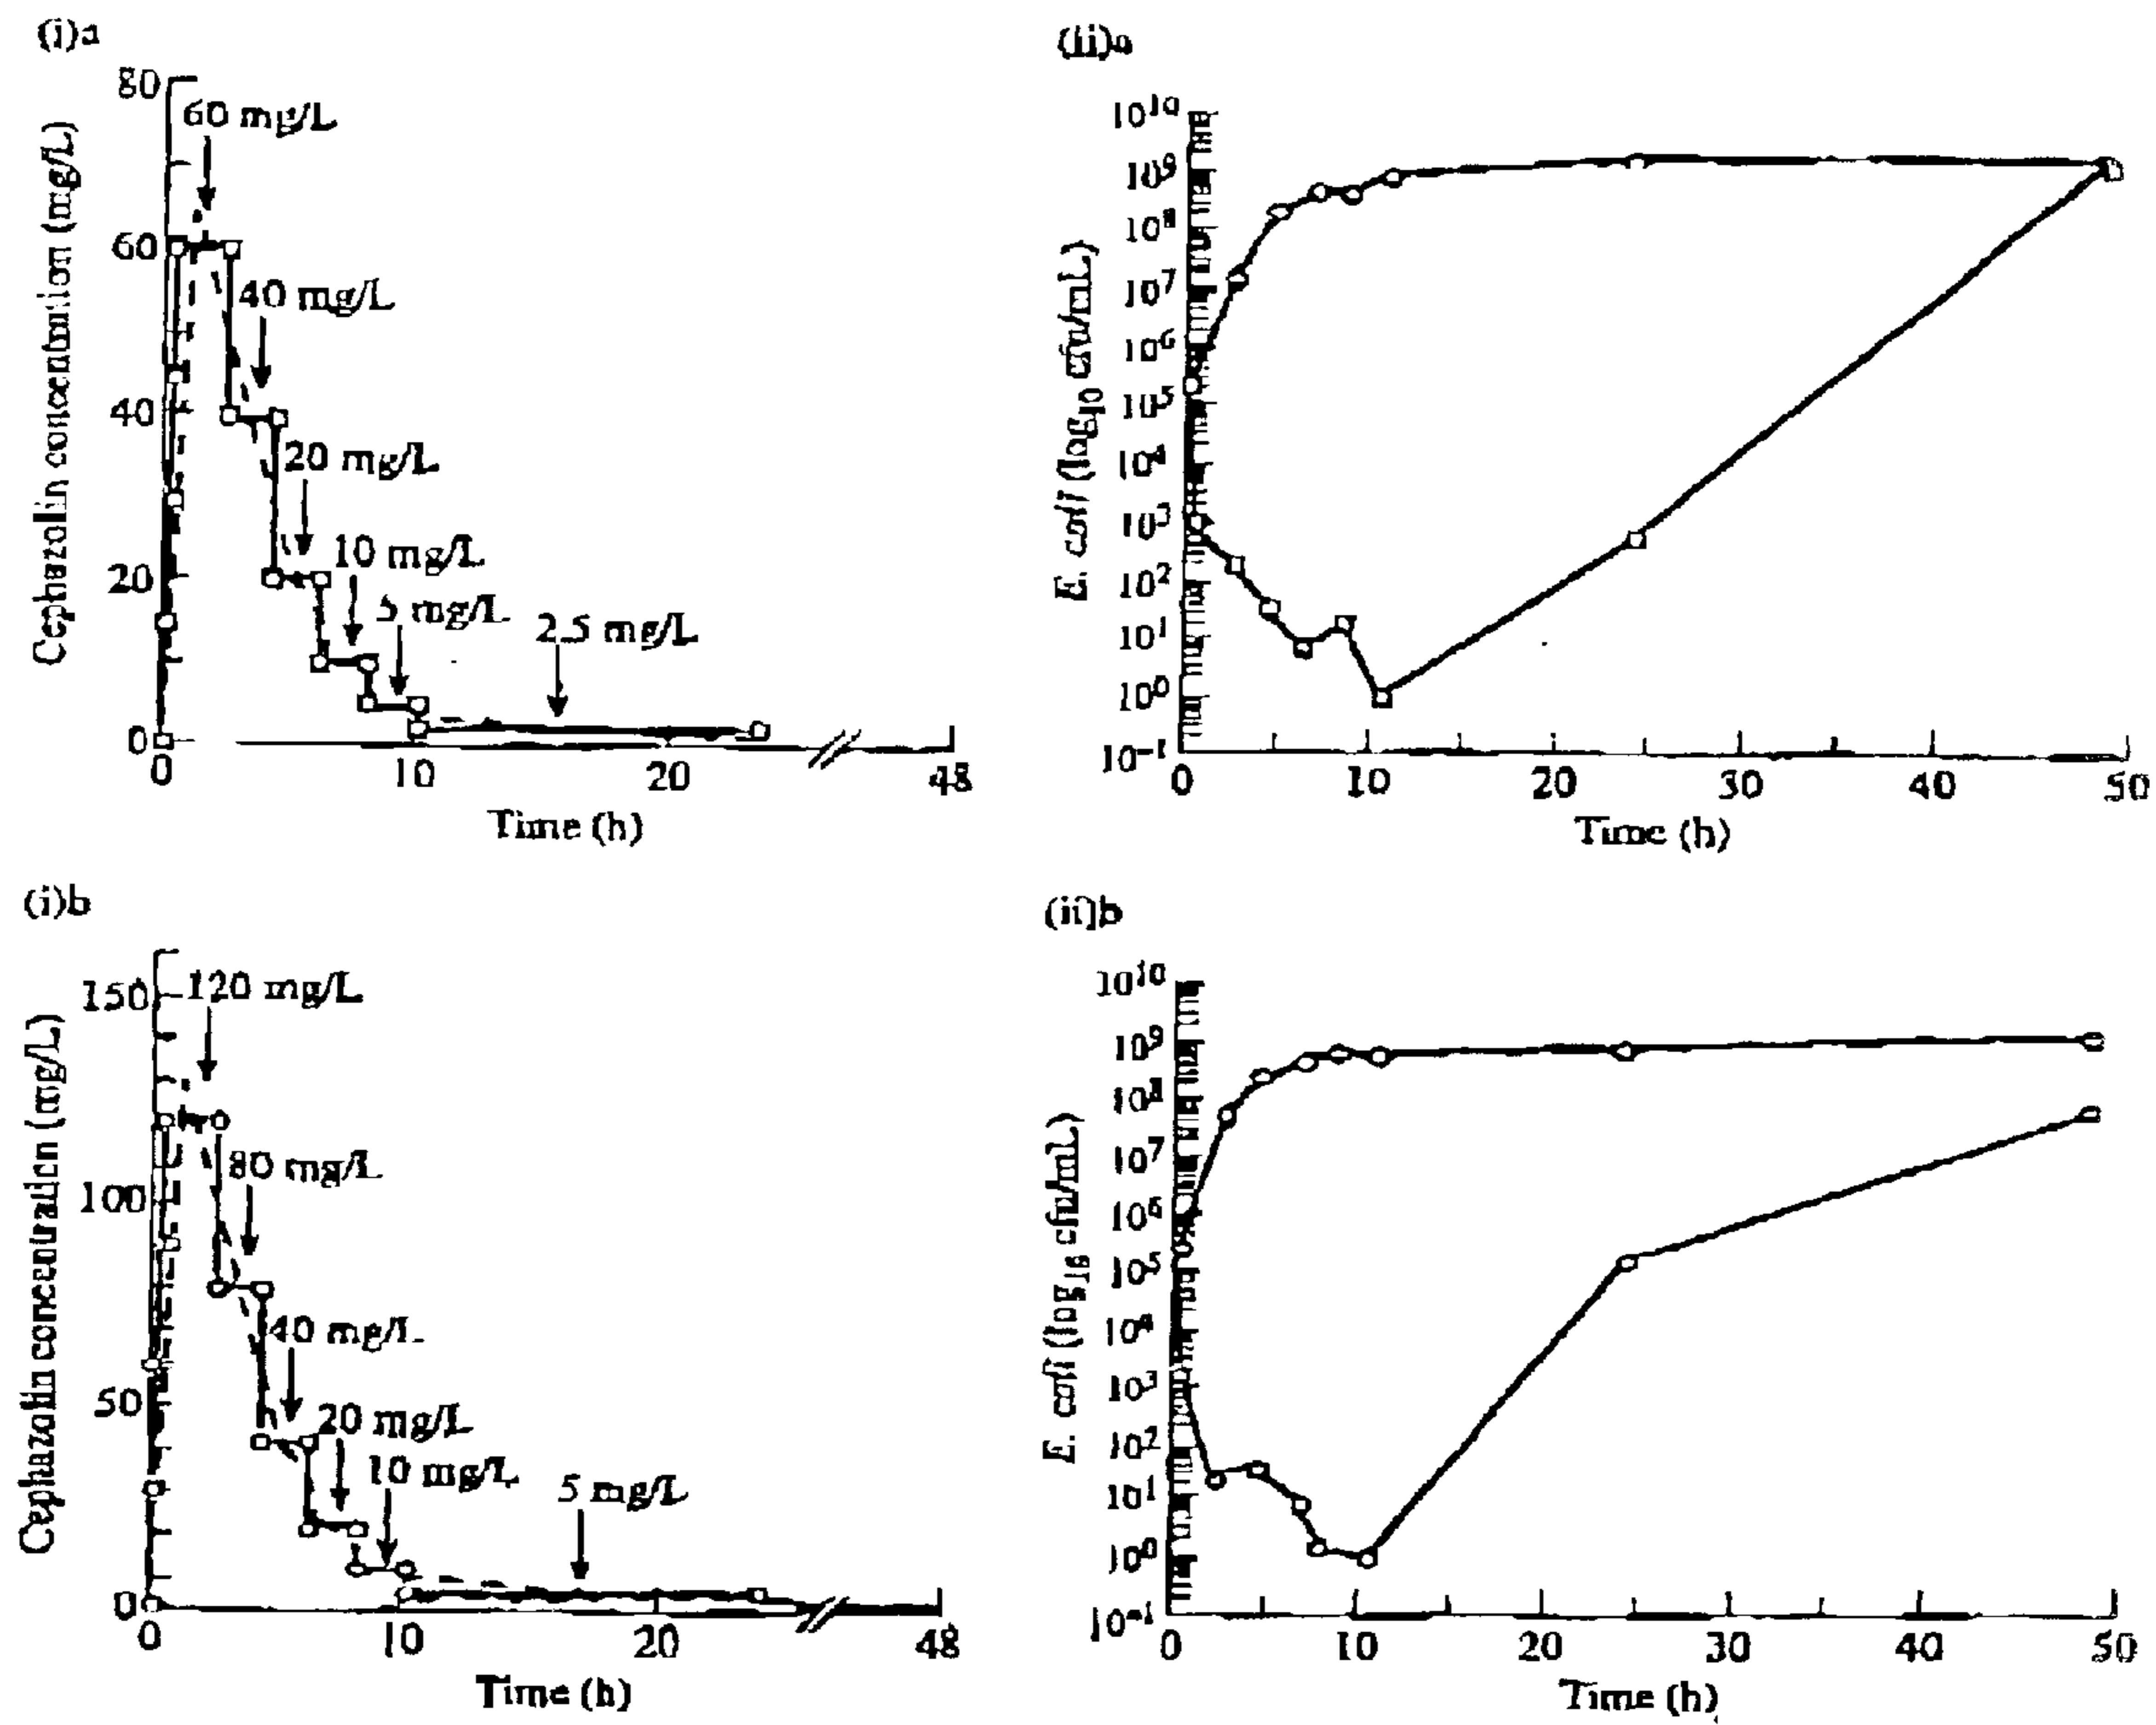 (i)a
80
60
40
20
0
Cephazolin concentration (mg/L)
60 mg/L
40 mg/L
20 mg/L
10 mg/L
5 mg/L
2.5 mg/L
0 10 20 48
Time (h)
(ii)a
10¹⁰
10⁹
10⁸
10⁷
10⁶
10⁵
10⁴
10³
10²
10¹
10⁰
10⁻¹
E. coli (log₁₀ cfu/mL)
0 10 20 30 40 50
Time (h)
(i)b
150
100
50
0
Cephazolin concentration (mg/L)
120 mg/L
80 mg/L
40 mg/L
20 mg/L
10 mg/L
5 mg/L
0 10 20 48
Time (h)
(ii)b
10¹⁰
10⁹
10⁸
10⁷
10⁶
10⁵
10⁴
10³
10²
10¹
10⁰
10⁻¹
E. coli (log₁₀ cfu/mL)
0 10 20 30 40 50
Time (h)